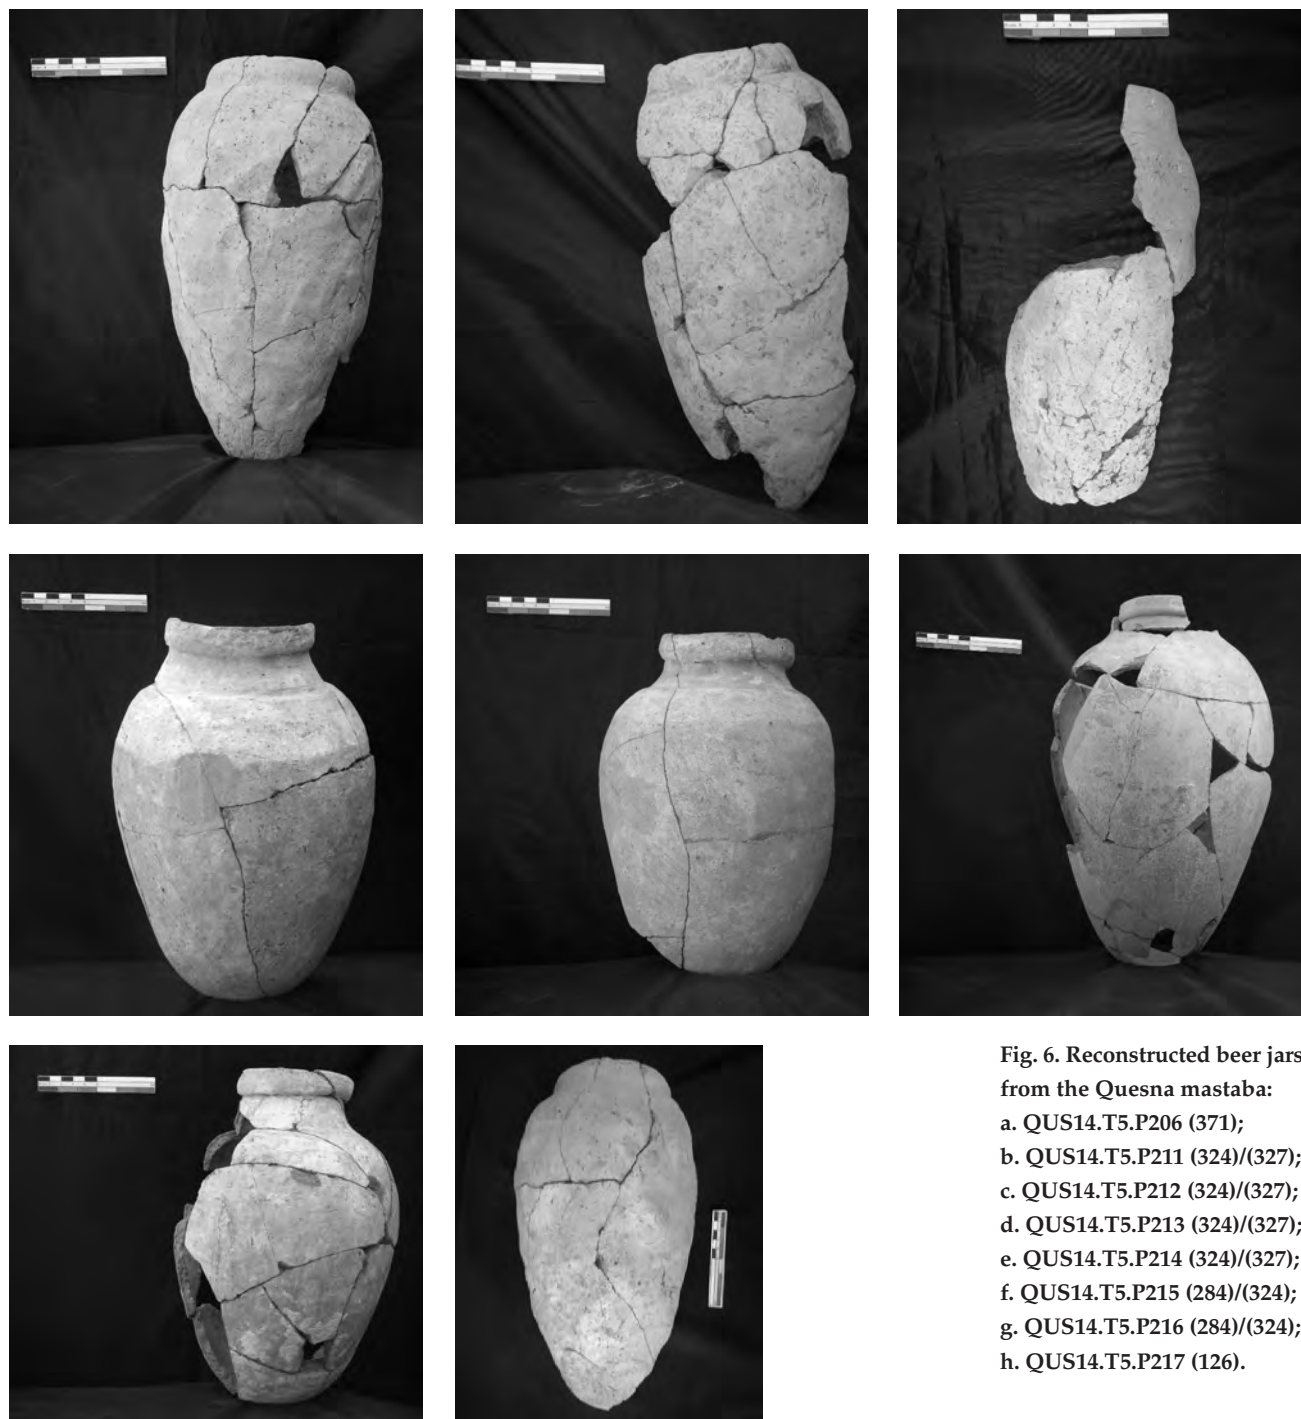 Fig. 6. Reconstructed beer jars
from the Quesna mastaba:
a. QUS14.T5.P206 (371);
b. QUS14.T5.P211 (324)/(327);
c. QUS14.T5.P212 (324)/(327);
d. QUS14.T5.P213 (324)/(327);
e. QUS14.T5.P214 (324)/(327);
f. QUS14.T5.P215 (284)/(324);
g. QUS14.T5.P216 (284)/(324);
h. QUS14.T5.P217 (126).